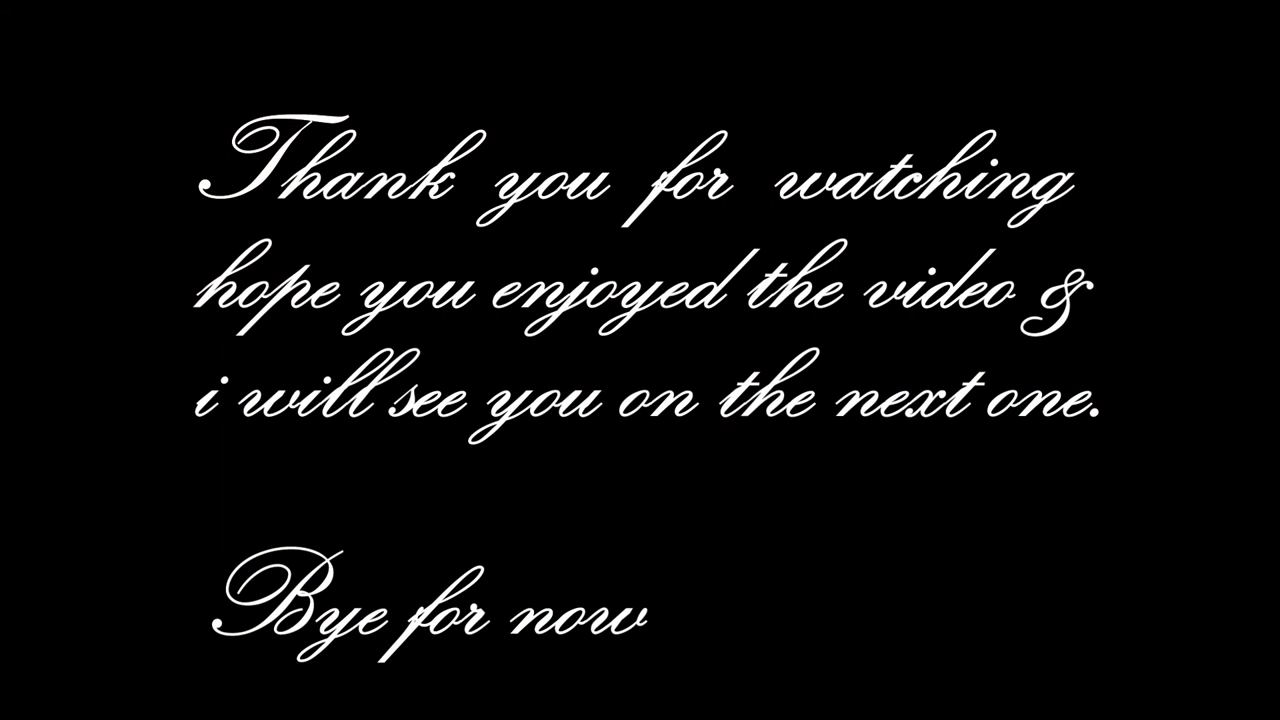 Thank you for watching
hope you enjoyed the video &
i will see you on the next one.
Bye for now